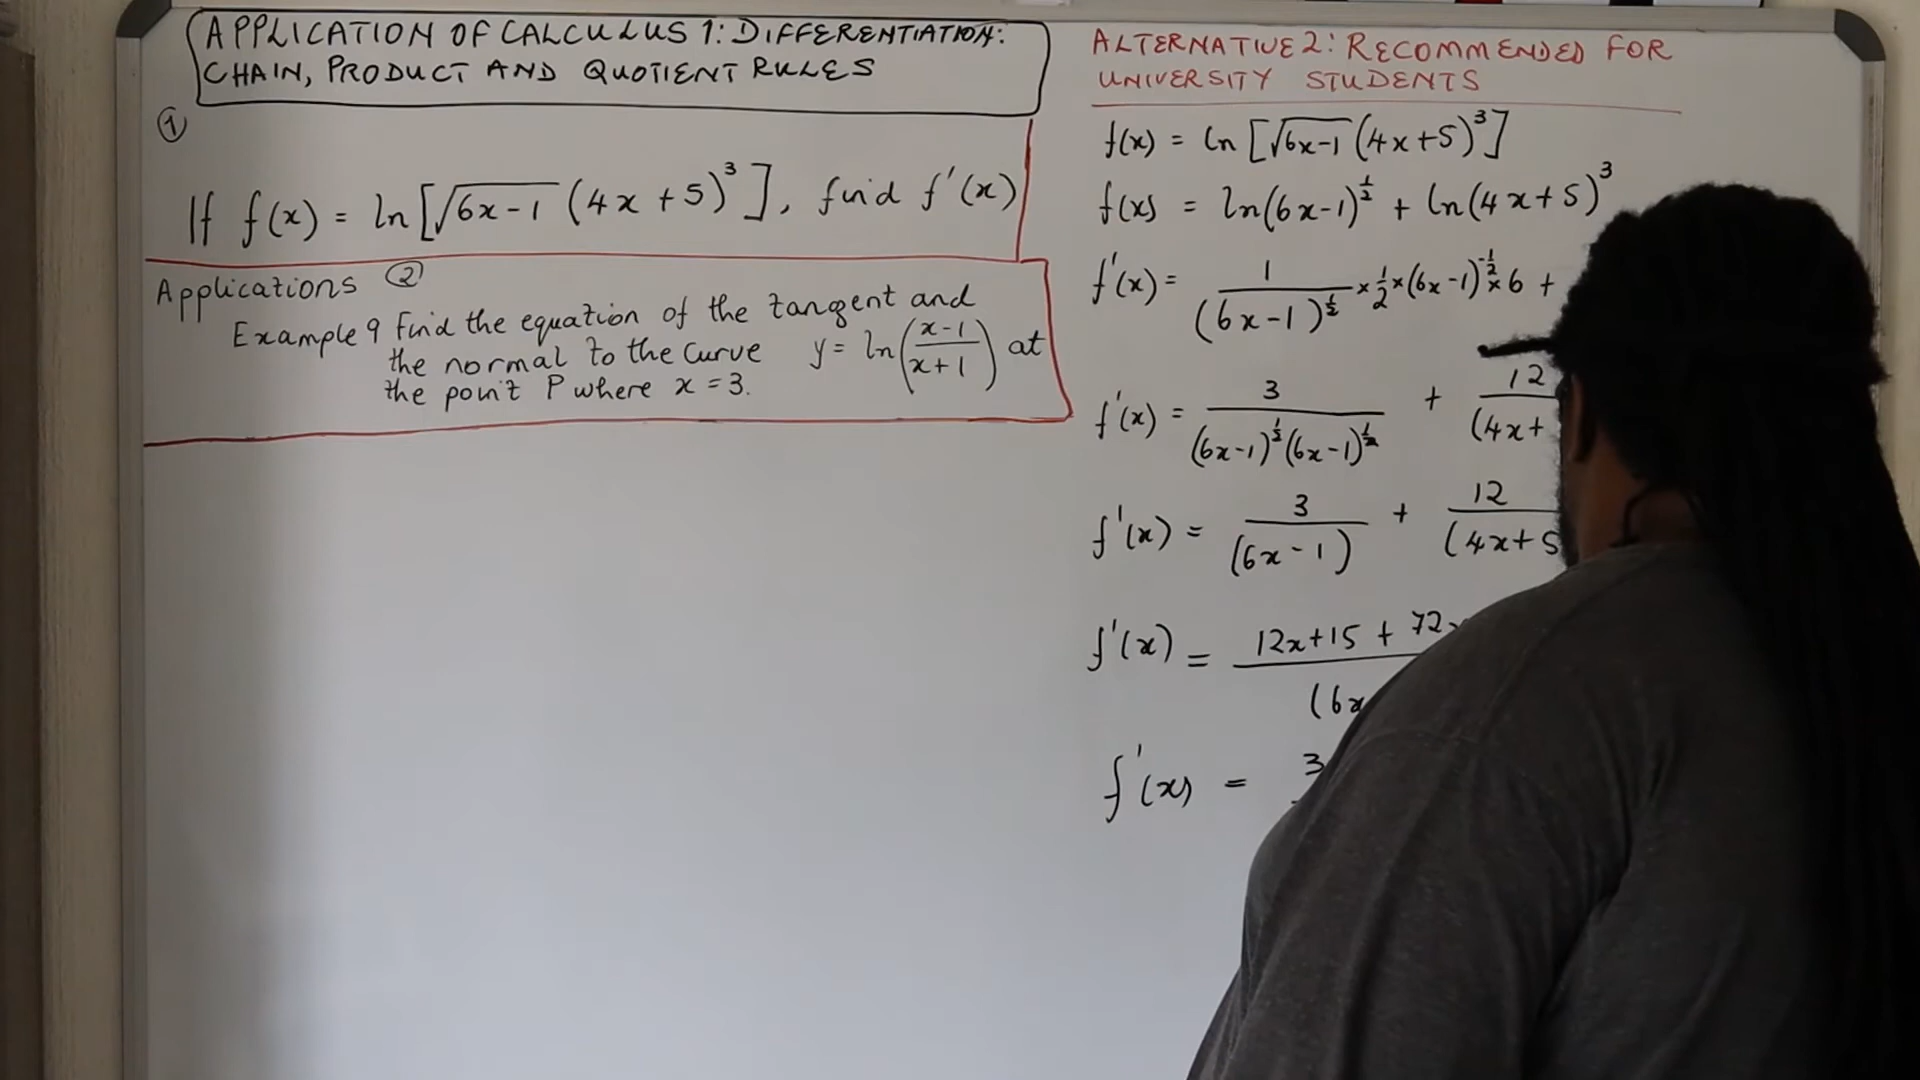 APPLICATION OF CALCULUS 1: DIFFERENTIATION:
CHAIN, PRODUCT AND QUOTIENT RULES
①
If f(x) = ln[√(6x-1) (4x+5)³], find f'(x)
Applications ②
Example 9 Find the equation of the tangent and
the normal to the curve y = ln((x-1)/(x+1)) at
the point P where x = 3.
ALTERNATIVE 2: RECOMMENDED FOR
UNIVERSITY STUDENTS
f(x) = ln[√(6x-1) (4x+5)³]
f(x) = ln(6x-1)^(1/2) + ln(4x+5)³
f'(x) = 1/(6x-1)^(1/2) × 1/2 × (6x-1)^(-1/2) × 6 +
f'(x) = 3/((6x-1)^(1/2)(6x-1)^(1/2)) + 12/(4x+
f'(x) = 3/(6x-1) + 12/(4x+5
f'(x) = 12x+15 + 72x/(6x
f'(x) = 3